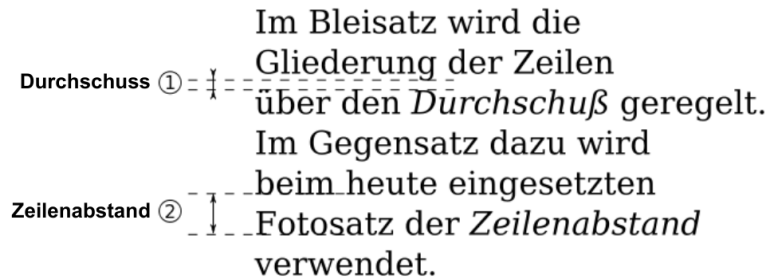 Im Bleisatz wird die
Gliederung der Zeilen
Durchschuss ①
über den Durchschuß geregelt.
Im Gegensatz dazu wird
beim heute eingesetzten
Zeilenabstand ②
Fotosatz der Zeilenabstand
verwendet.